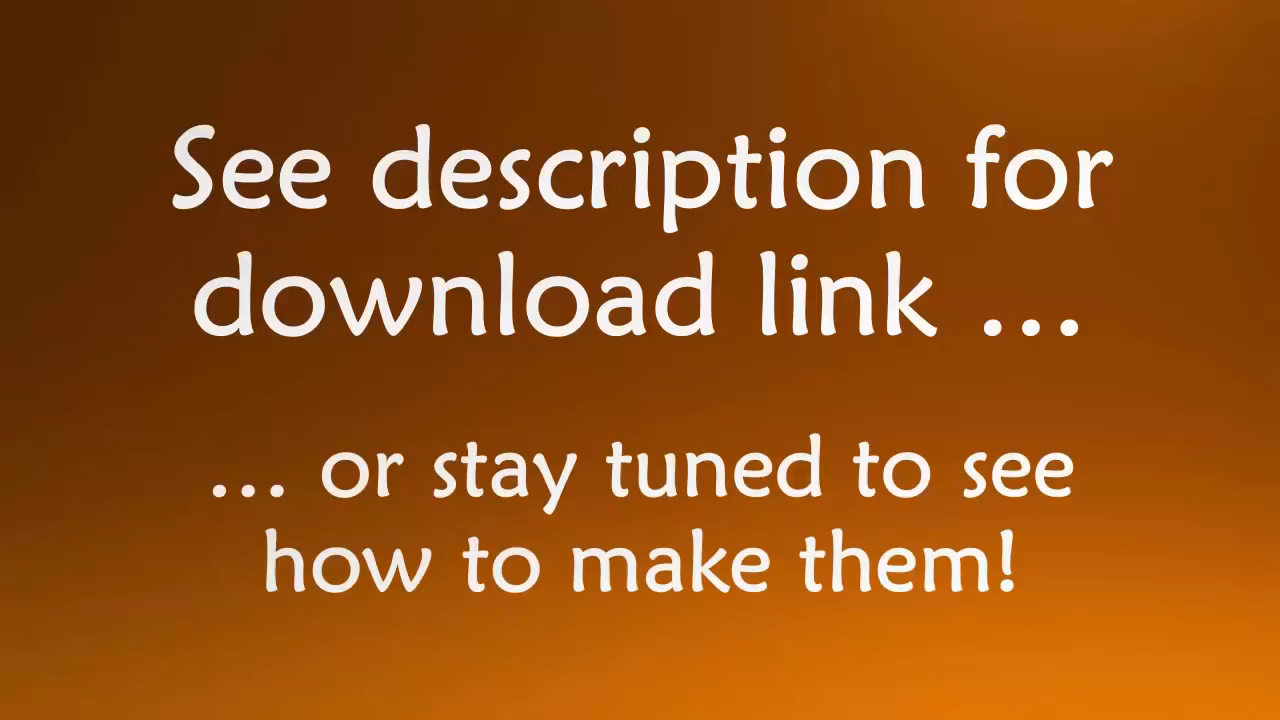 See description for
download link ...
... or stay tuned to see
how to make them!